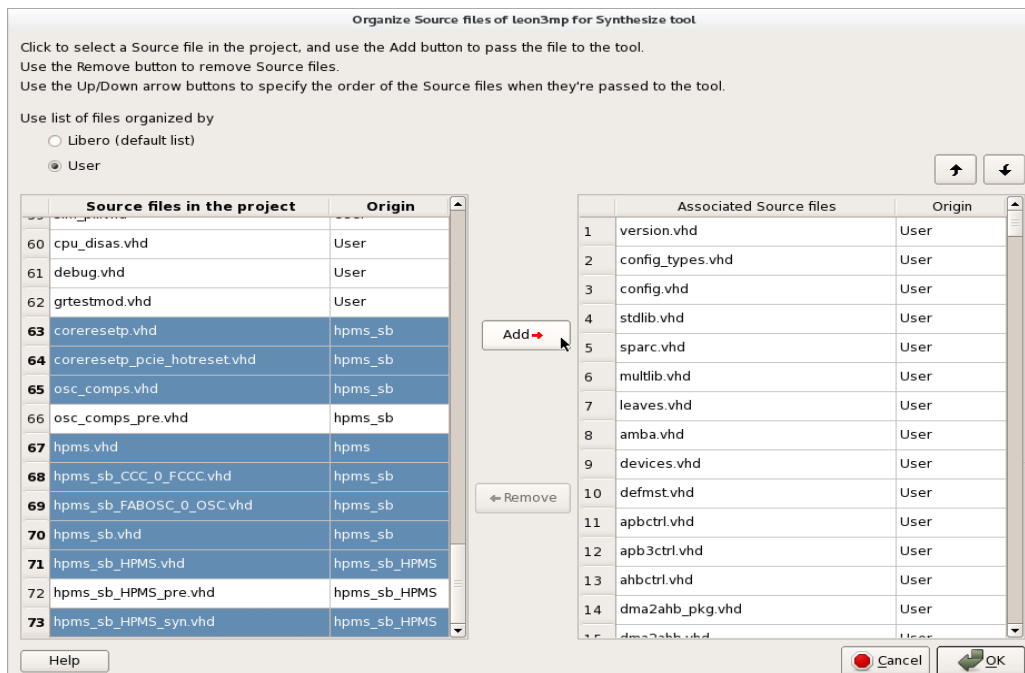 Organize Source files of leon3mp for Synthesize tool
Click to select a Source file in the project, and use the Add button to pass the file to the tool.
Use the Remove button to remove Source files.
Use the Up/Down arrow buttons to specify the order of the Source files when they're passed to the tool.
Use list of files organized by
Libero (default list)
User
Source files in the project Origin
60 cpu_disas.vhd User
61 debug.vhd User
62 grtestmod.vhd User
63 coreresetp.vhd hpms_sb
64 coreresetp_pcie_hotreset.vhd hpms_sb
65 osc_comps.vhd hpms_sb
66 osc_comps_pre.vhd hpms_sb
67 hpms.vhd hpms
68 hpms_sb_CCC_0_FCCC.vhd hpms_sb
69 hpms_sb_FABOSC_0_OSC.vhd hpms_sb
70 hpms_sb.vhd hpms_sb
71 hpms_sb_HPMS.vhd hpms_sb_HPMS
72 hpms_sb_HPMS_pre.vhd hpms_sb_HPMS
73 hpms_sb_HPMS_syn.vhd hpms_sb_HPMS
Add
Remove
Associated Source files Origin
1 version.vhd User
2 config_types.vhd User
3 config.vhd User
4 stdlib.vhd User
5 sparc.vhd User
6 multlib.vhd User
7 leaves.vhd User
8 amba.vhd User
9 devices.vhd User
10 defmst.vhd User
11 apbctrl.vhd User
12 apb3ctrl.vhd User
13 ahbctrl.vhd User
14 dma2ahb_pkg.vhd User
Help
Cancel
OK